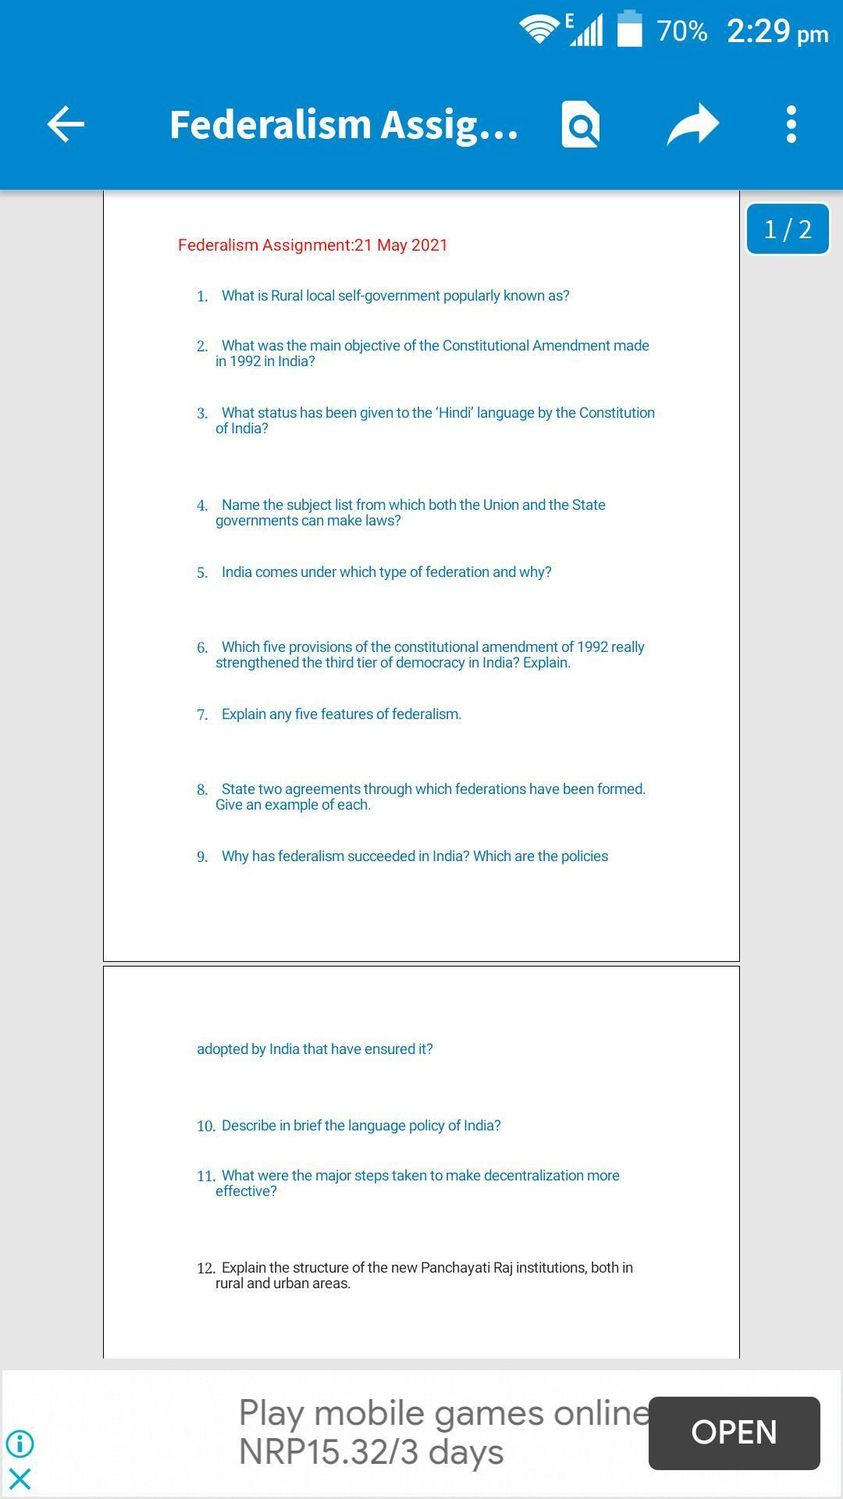 E 70% 2:29 pm
Federalism Assig...
1 / 2
Federalism Assignment:21 May 2021
1. What is Rural local self-government popularly known as?
2. What was the main objective of the Constitutional Amendment made
in 1992 in India?
3. What status has been given to the ‘Hindi’ language by the Constitution
of India?
4. Name the subject list from which both the Union and the State
governments can make laws?
5. India comes under which type of federation and why?
6. Which five provisions of the constitutional amendment of 1992 really
strengthened the third tier of democracy in India? Explain.
7. Explain any five features of federalism.
8. State two agreements through which federations have been formed.
Give an example of each.
9. Why has federalism succeeded in India? Which are the policies
adopted by India that have ensured it?
10. Describe in brief the language policy of India?
11. What were the major steps taken to make decentralization more
effective?
12. Explain the structure of the new Panchayati Raj institutions, both in
rural and urban areas.
Play mobile games online
NRP15.32/3 days
OPEN